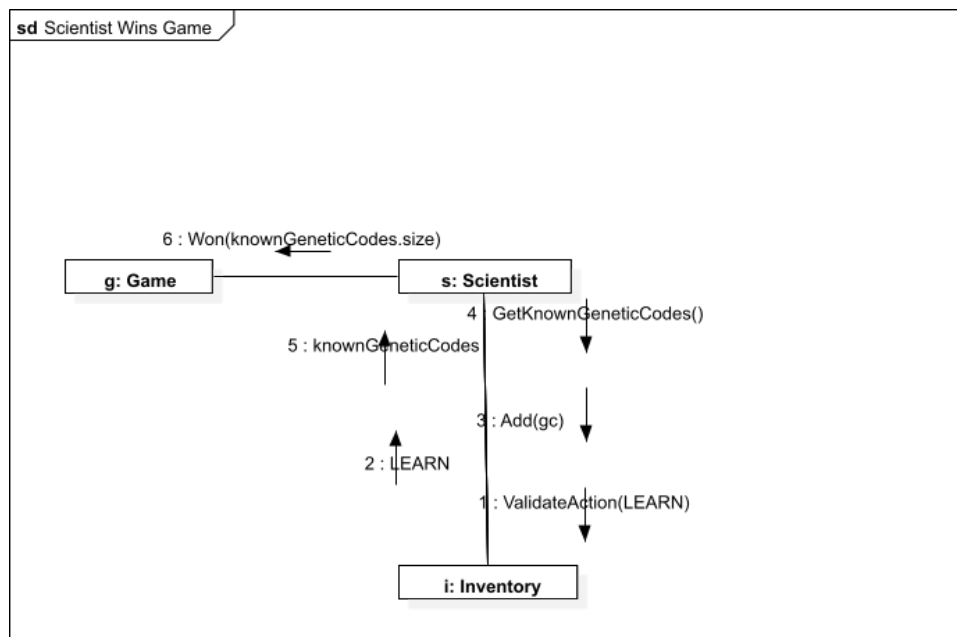 sd Scientist Wins Game
6 : Won(knownGeneticCodes.size)
g: Game
s: Scientist
4 : GetKnownGeneticCodes()
5 : knownGeneticCodes
3 : Add(gc)
2 : LEARN
1 : ValidateAction(LEARN)
i: Inventory